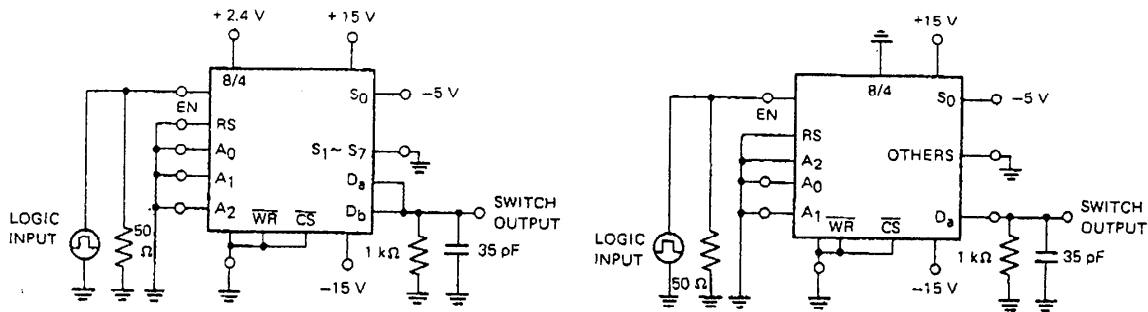 + 2.4 V
+ 15 V
8/4
EN
S0
−5 V
RS
A0
A1
A2
S1~ S7
Da
Db
WR
CS
SWITCH
OUTPUT
LOGIC
INPUT
50
Ω
1 kΩ
35 pF
−15 V
+15 V
8/4
EN
S0
−5 V
RS
A2
A0
A1
OTHERS
Da
WR
CS
SWITCH
OUTPUT
LOGIC
INPUT
50 Ω
1 kΩ
35 pF
−15 V